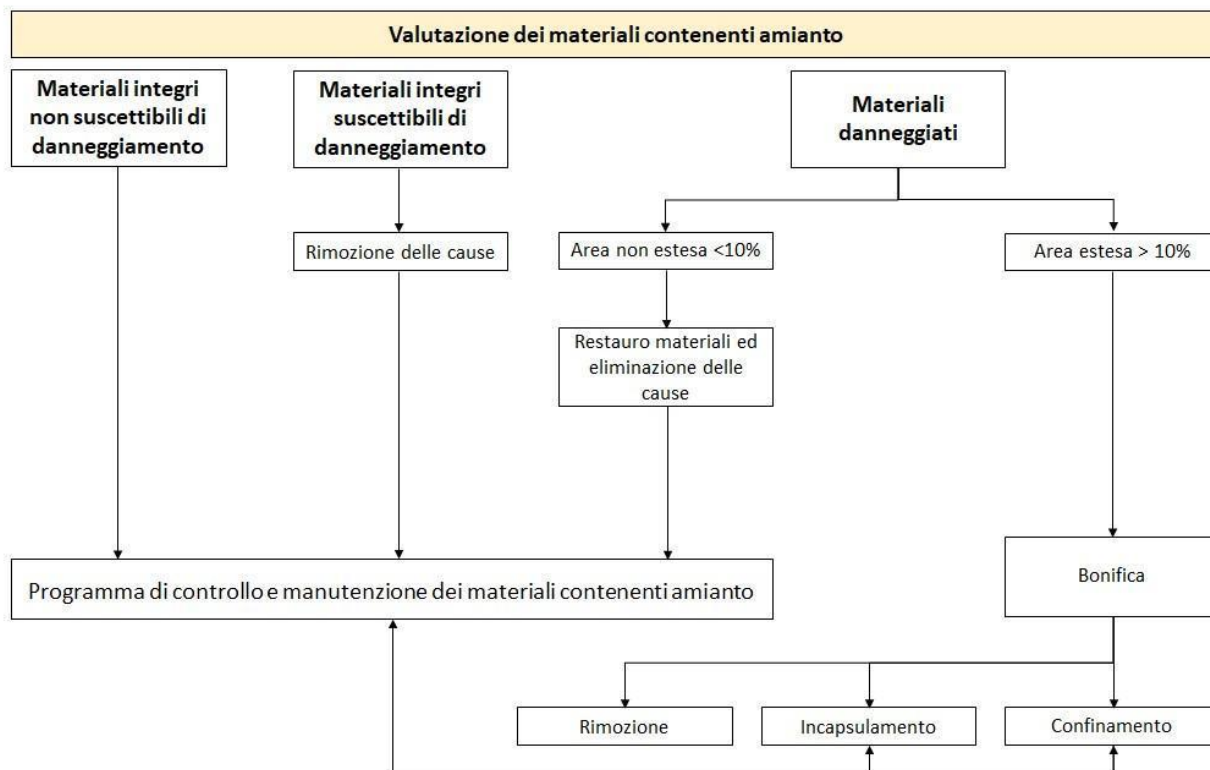 Valutazione dei materiali contenenti amianto
Materiali integri
non suscettibili di
danneggiamento
Materiali integri
suscettibili di
danneggiamento
Materiali
danneggiati
Rimozione delle cause
Area non estesa <10%
Area estesa > 10%
Restauro materiali ed
eliminazione delle
cause
Programma di controllo e manutenzione dei materiali contenenti amianto
Bonifica
Rimozione
Incapsulamento
Confinamento